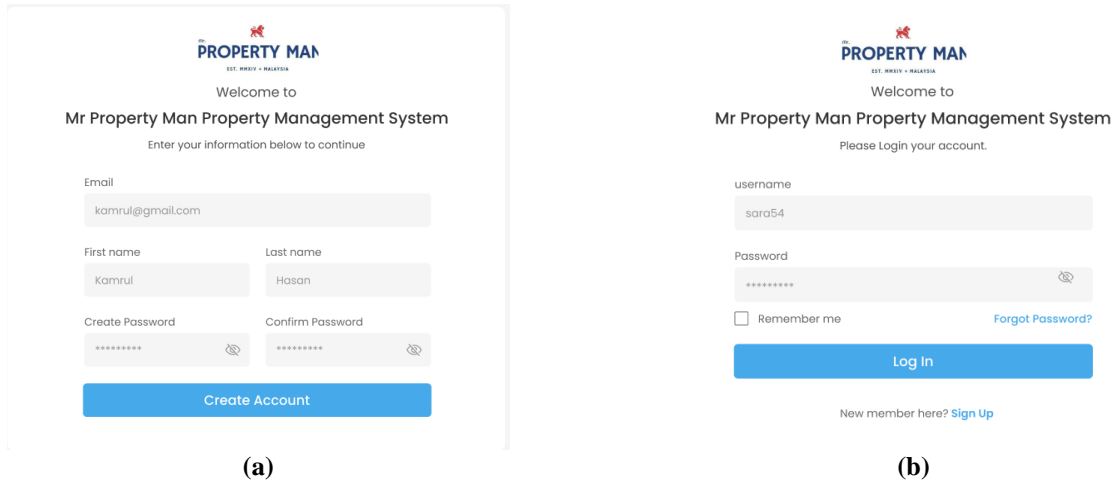 Mr.
PROPERTY MAN
EST. MMXIV + MALAYSIA
Welcome to
Mr Property Man Property Management System
Enter your information below to continue
Email
kamrul@gmail.com
First name Last name
Kamrul Hasan
Create Password Confirm Password
********* *********
Create Account
(a)
Mr.
PROPERTY MAN
EST. MMXIV + MALAYSIA
Welcome to
Mr Property Man Property Management System
Please Login your account.
username
sara54
Password
*********
Remember me Forgot Password?
Log In
New member here? Sign Up
(b)